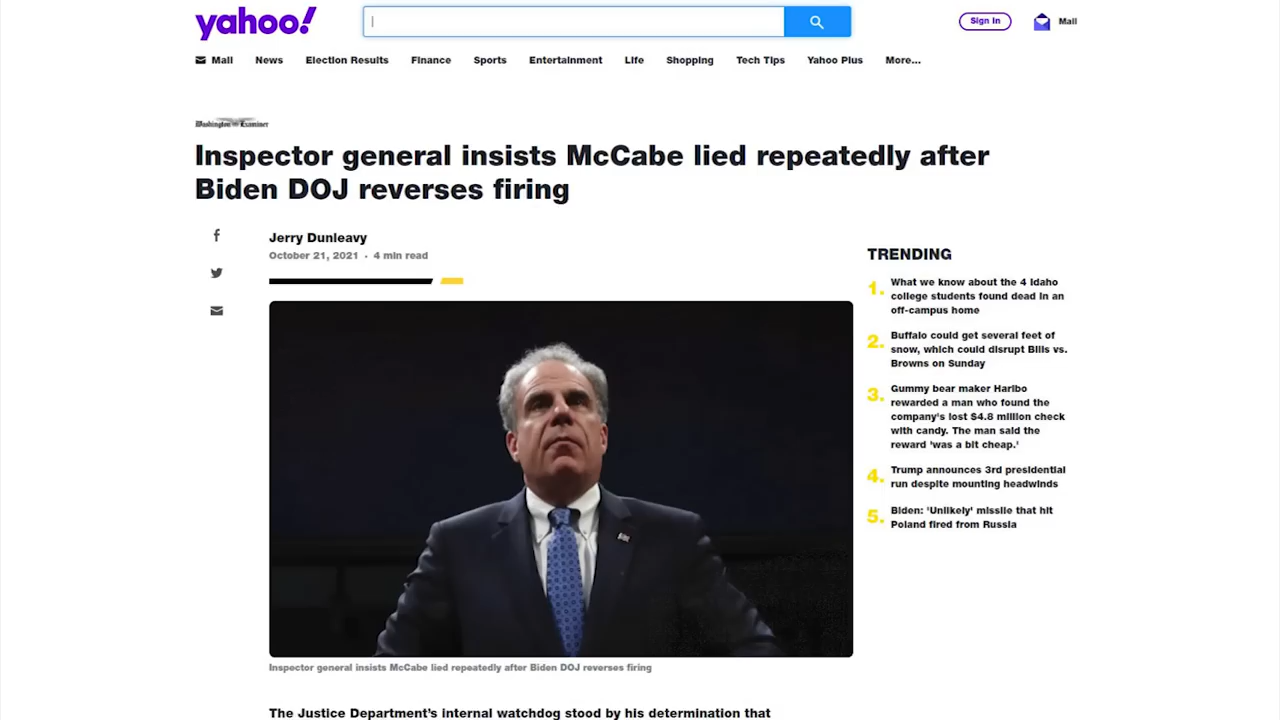 yahoo!
Sign In
Mail
Mail News Election Results Finance Sports Entertainment Life Shopping Tech Tips Yahoo Plus More...
Washington Examiner
Inspector general insists McCabe lied repeatedly after
Biden DOJ reverses firing
Jerry Dunleavy
October 21, 2021 • 4 min read
Inspector general insists McCabe lied repeatedly after Biden DOJ reverses firing
The Justice Department's internal watchdog stood by his determination that
TRENDING
1. What we know about the 4 Idaho
college students found dead in an
off-campus home
2. Buffalo could get several feet of
snow, which could disrupt Bills vs.
Browns on Sunday
3. Gummy bear maker Haribo
rewarded a man who found the
company's lost $4.8 million check
with candy. The man said the
reward 'was a bit cheap.'
4. Trump announces 3rd presidential
run despite mounting headwinds
5. Biden: 'Unlikely' missile that hit
Poland fired from Russia